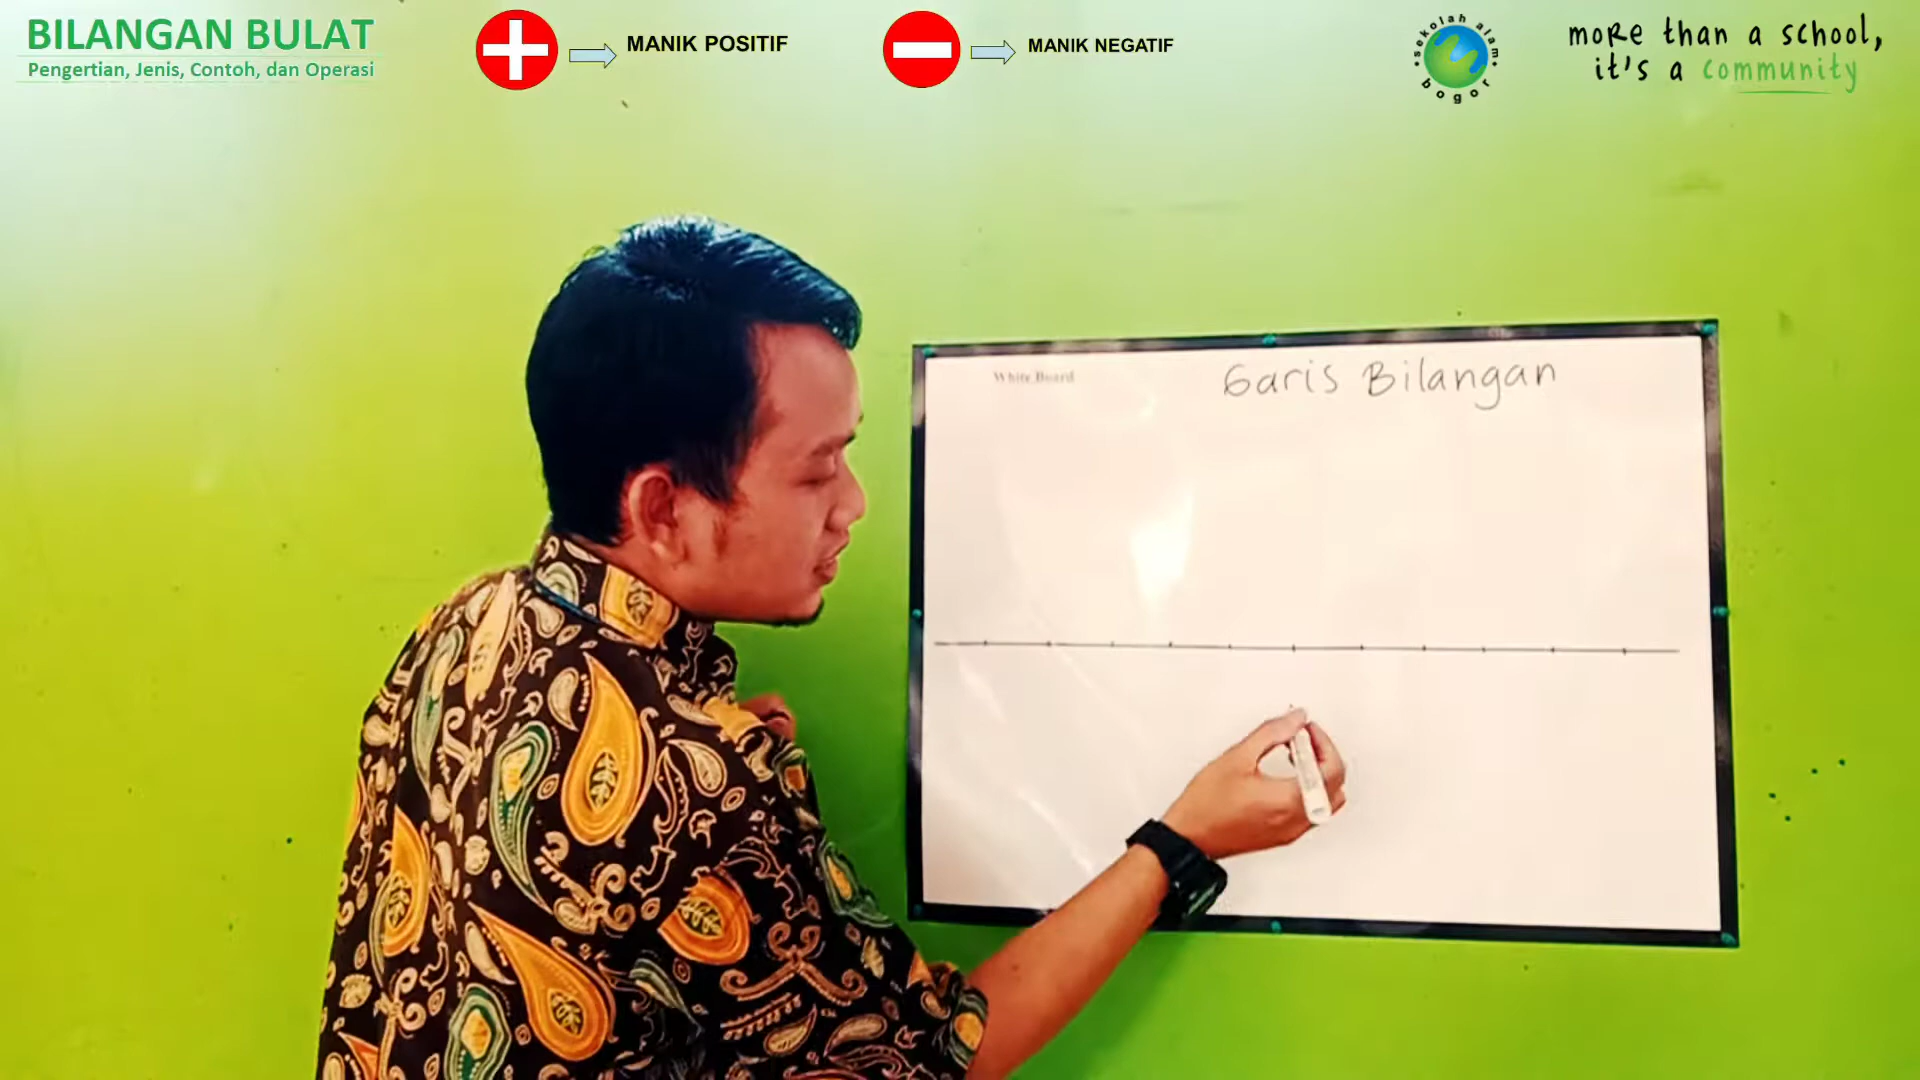 BILANGAN BULAT
Pengertian, Jenis, Contoh, dan Operasi
MANIK POSITIF
MANIK NEGATIF
sekolah alam
bogor
more than a school,
it's a community
White Board
Garis Bilangan